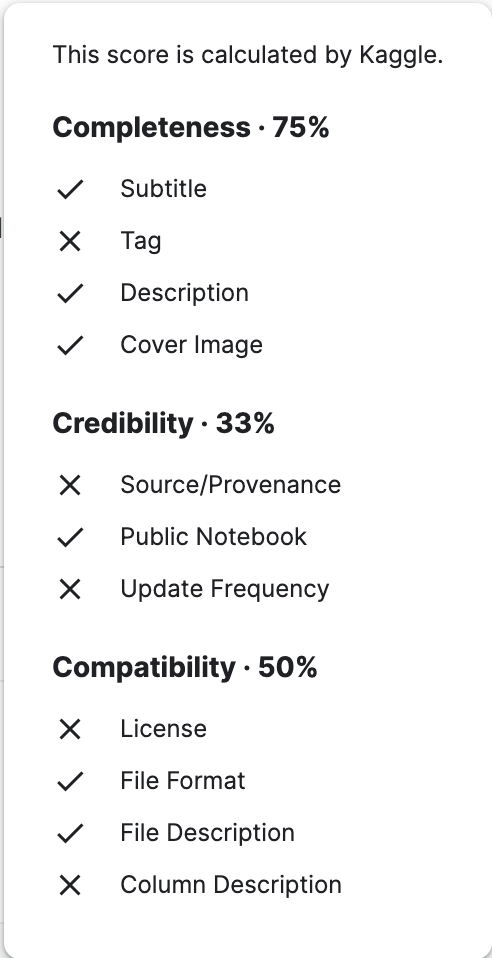 This score is calculated by Kaggle.
Completeness · 75%
Subtitle
Tag
Description
Cover Image
Credibility · 33%
Source/Provenance
Public Notebook
Update Frequency
Compatibility · 50%
License
File Format
File Description
Column Description